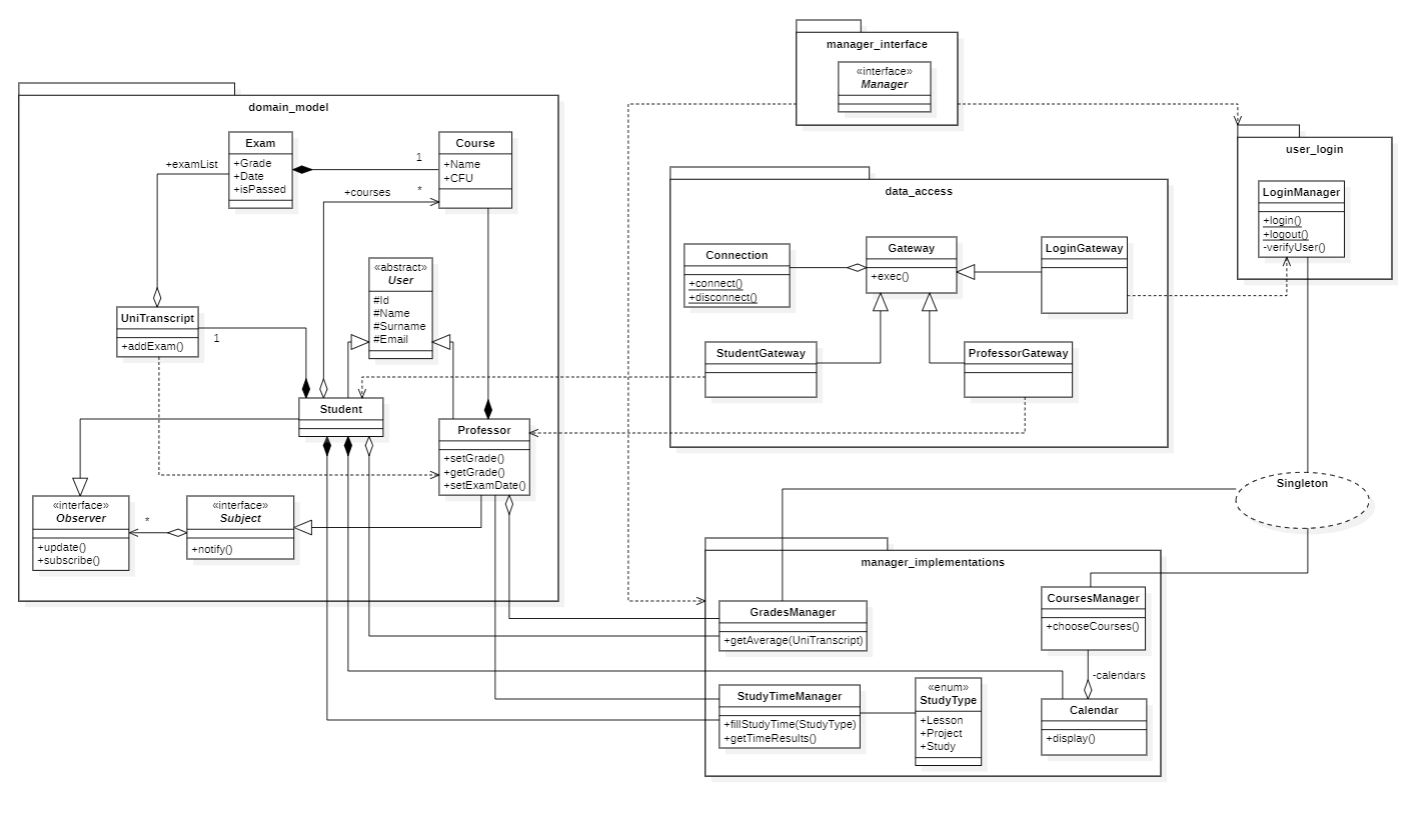 manager_interface
«interface»
Manager
domain_model
Exam
+Grade
+Date
+isPassed
+examList
1
Course
+Name
+CFU
+courses
*
«abstract»
User
#Id
#Name
#Surname
#Email
UniTranscript
+addExam()
1
Student
Professor
+setGrade()
+getGrade()
+setExamDate()
«interface»
Observer
+update()
+subscribe()
*
«interface»
Subject
+notify()
data_access
Connection
+connect()
+disconnect()
Gateway
+exec()
LoginGateway
StudentGateway
ProfessorGateway
user_login
LoginManager
+login()
+logout()
-verifyUser()
Singleton
manager_implementations
GradesManager
+getAverage(UniTranscript)
CoursesManager
+chooseCourses()
-calendars
StudyTimeManager
+fillStudyTime(StudyType)
+getTimeResults()
«enum»
StudyType
+Lesson
+Project
+Study
Calendar
+display()